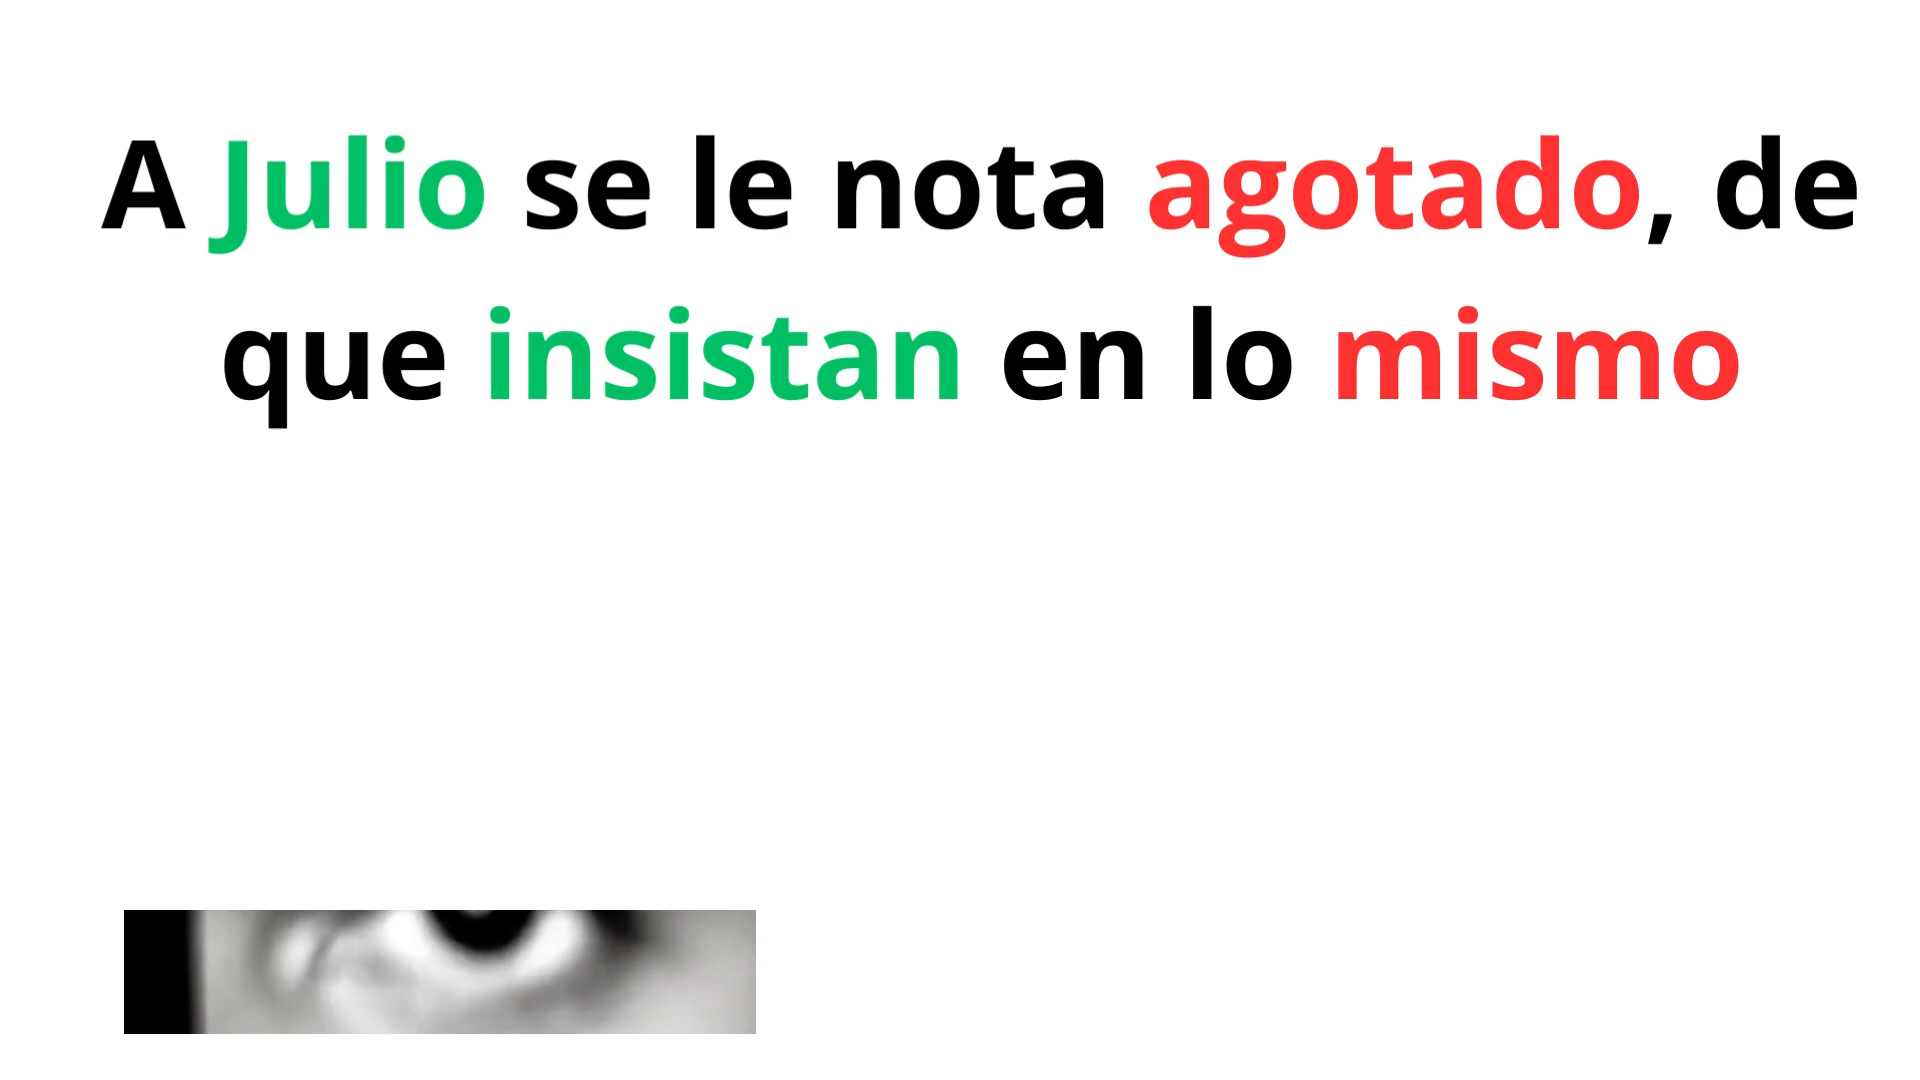 A Julio se le nota agotado, de
que insistan en lo mismo